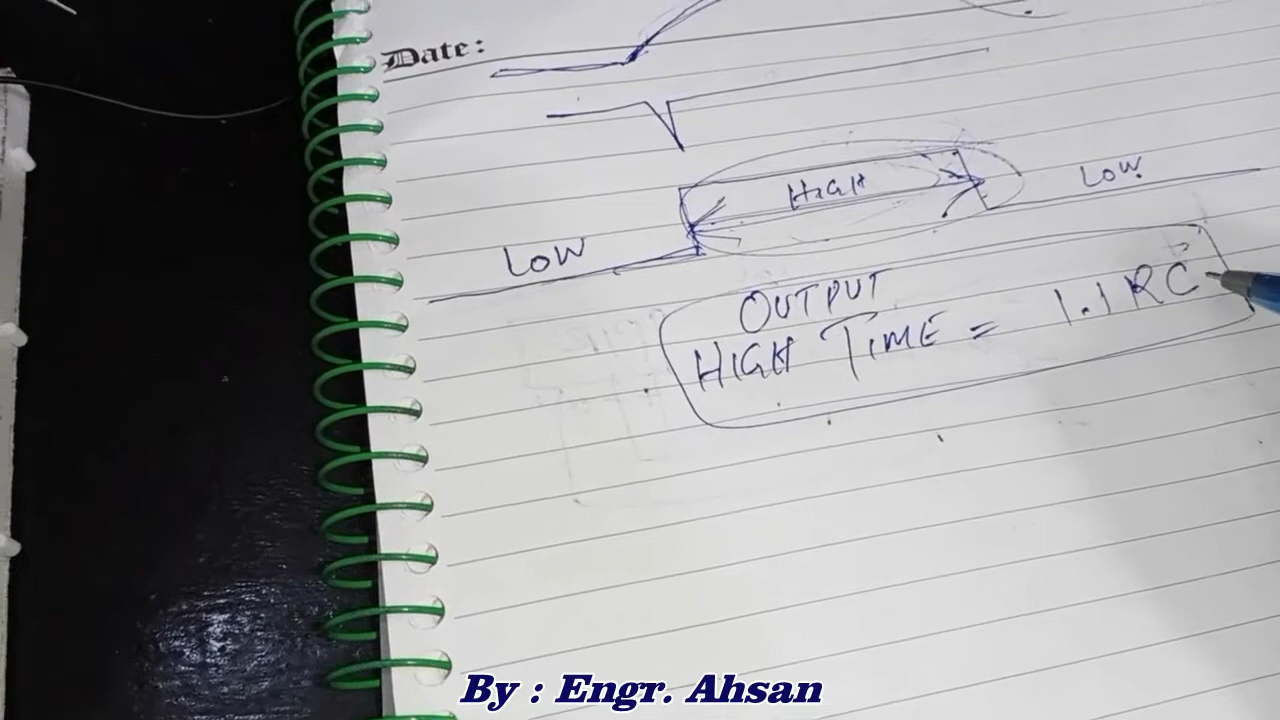 Date:
HIGH
LOW
LOW
OUTPUT
HIGH TIME = 1.1 RC
By : Engr. Ahsan